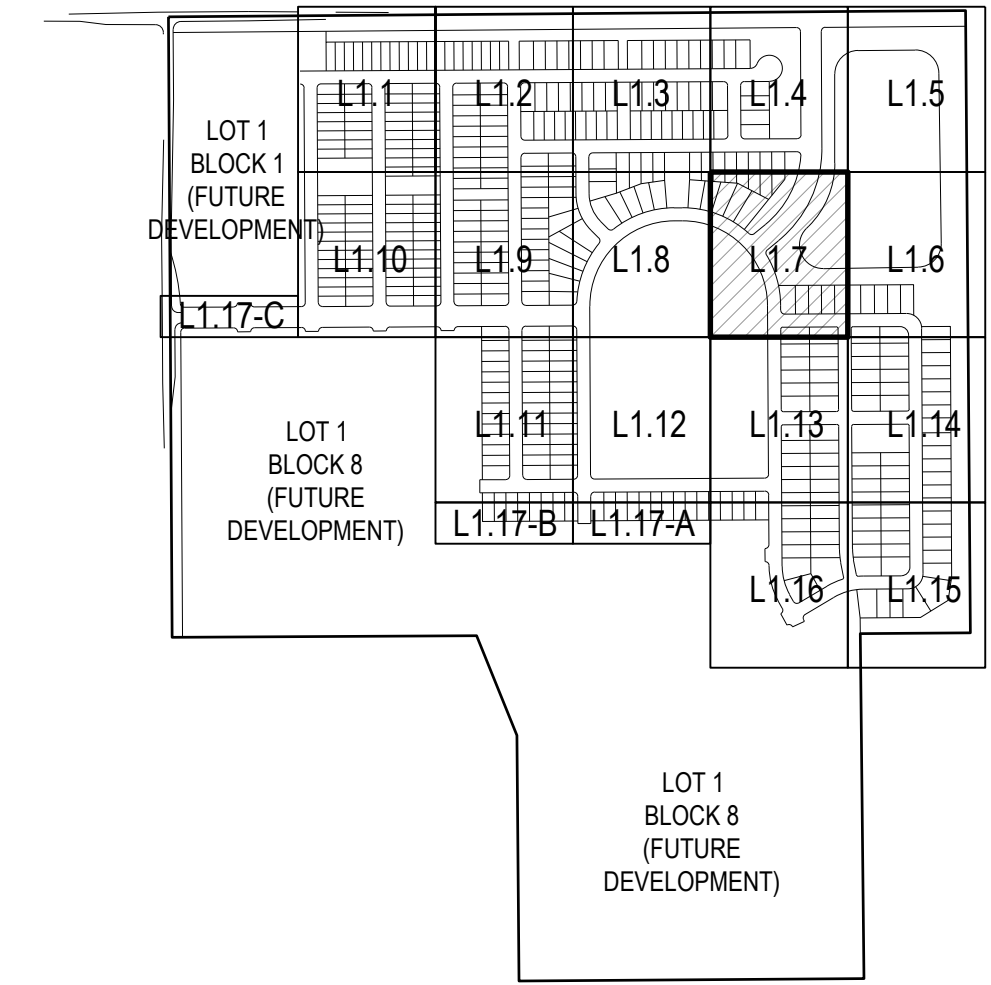 L1.1
L1.2
L1.3
L1.4
L1.5
LOT 1
BLOCK 1
(FUTURE
DEVELOPMENT)
L1.10
L1.9
L1.8
L1.7
L1.6
L1.17-C
LOT 1
BLOCK 8
(FUTURE
DEVELOPMENT)
L1.11
L1.12
L1.13
L1.14
L1.17-B
L1.17-A
L1.16
L1.15
LOT 1
BLOCK 8
(FUTURE
DEVELOPMENT)